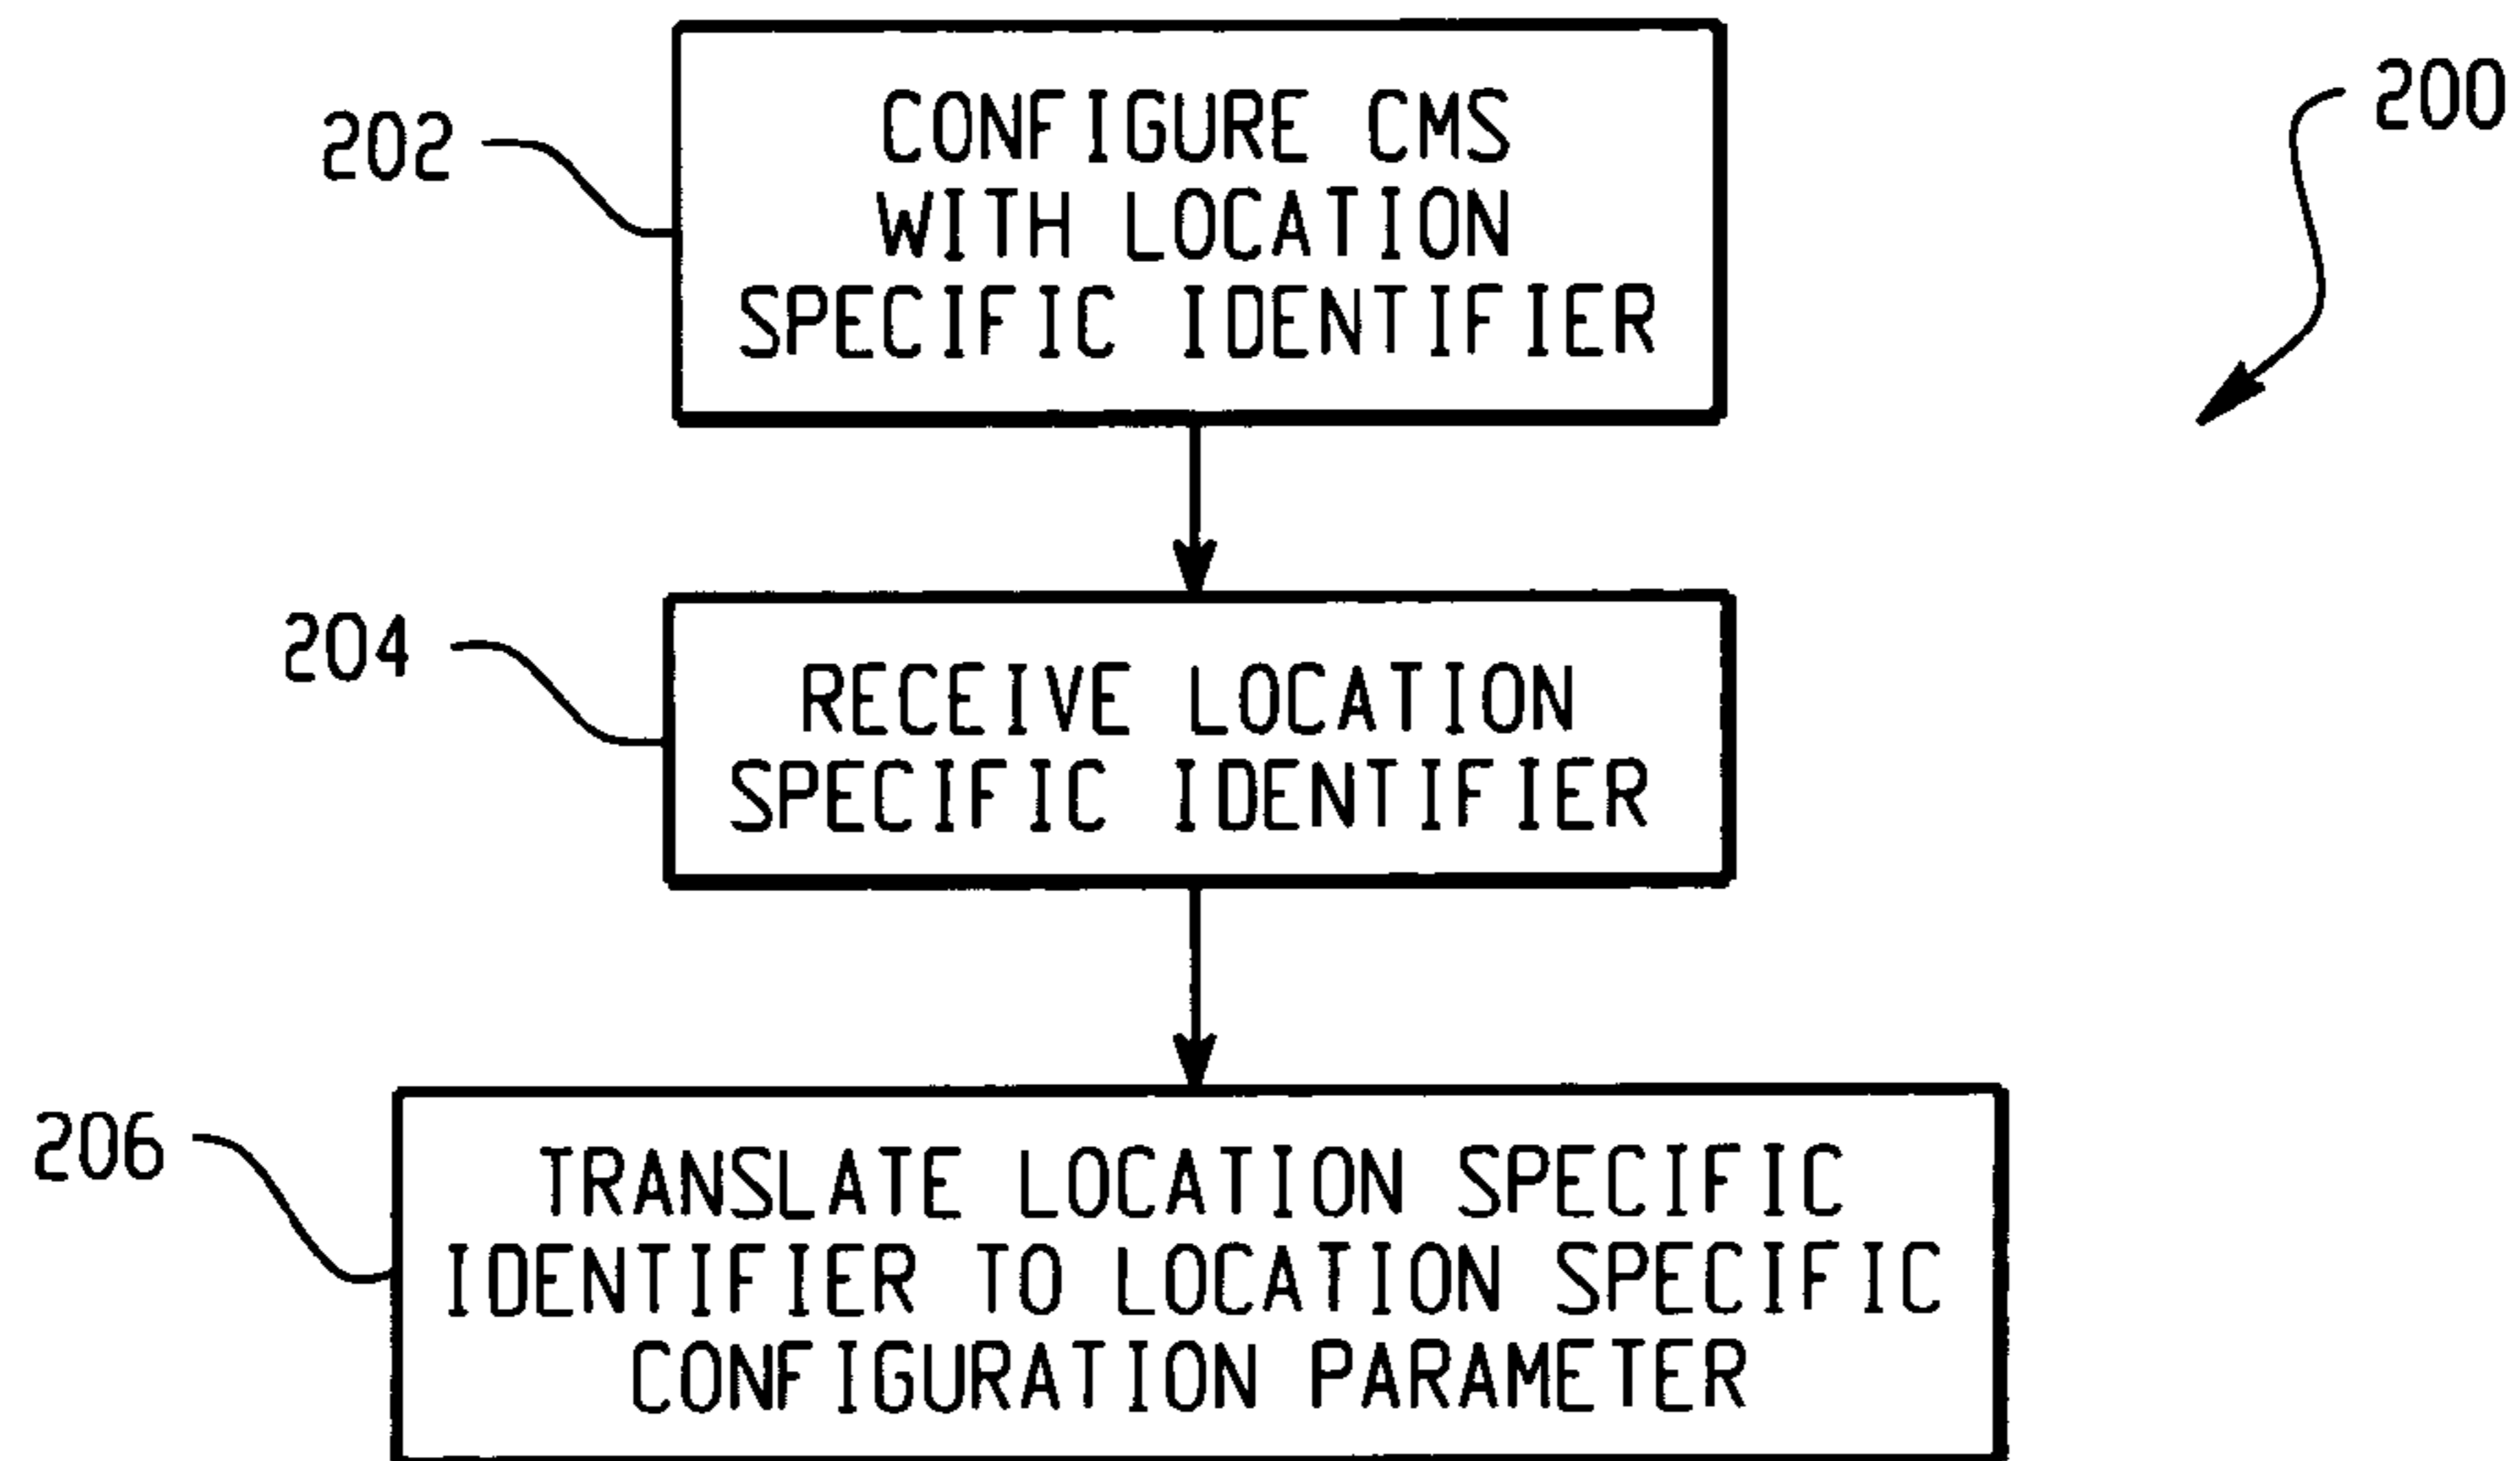 200
202
CONFIGURE CMS
WITH LOCATION
SPECIFIC IDENTIFIER
204
RECEIVE LOCATION
SPECIFIC IDENTIFIER
206
TRANSLATE LOCATION SPECIFIC
IDENTIFIER TO LOCATION SPECIFIC
CONFIGURATION PARAMETER